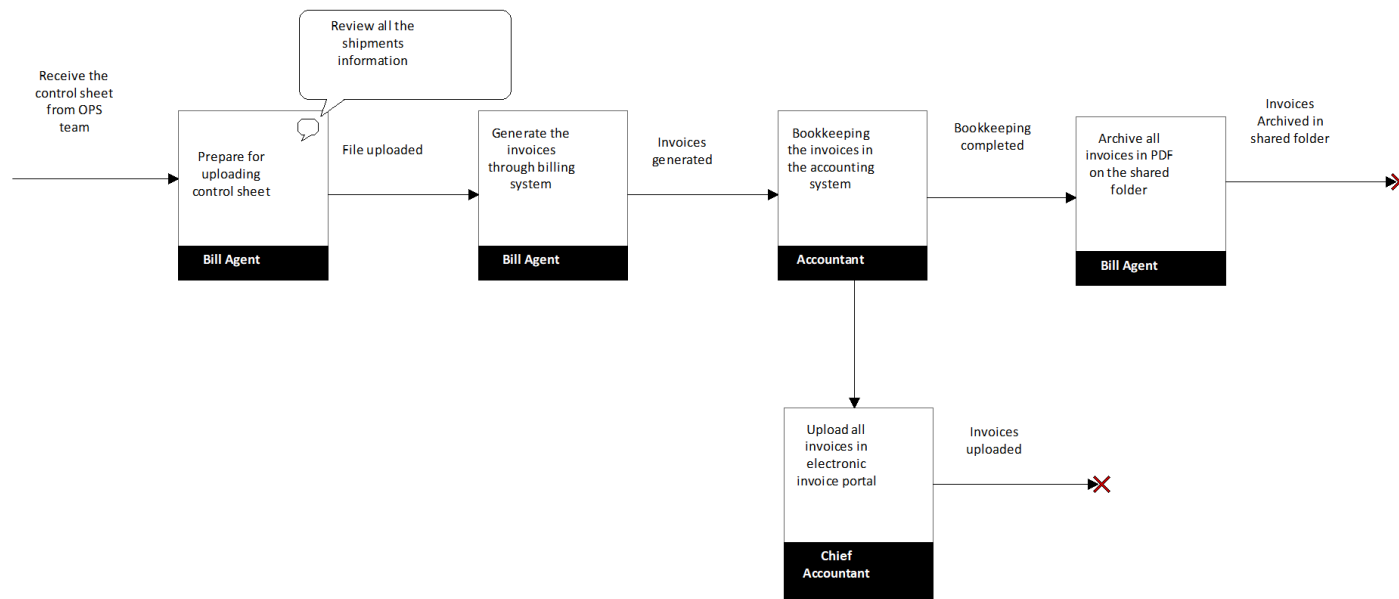 Review all the
shipments
information
Receive the
control sheet
from OPS
team
Prepare for
uploading
control sheet
Bill Agent
File uploaded
Generate the
invoices
through billing
system
Bill Agent
Invoices
generated
Bookkeeping
the invoices in
the accounting
system
Accountant
Bookkeeping
completed
Archive all
invoices in PDF
on the shared
folder
Bill Agent
Invoices
Archived in
shared folder
Upload all
invoices in
electronic
invoice portal
Chief
Accountant
Invoices
uploaded